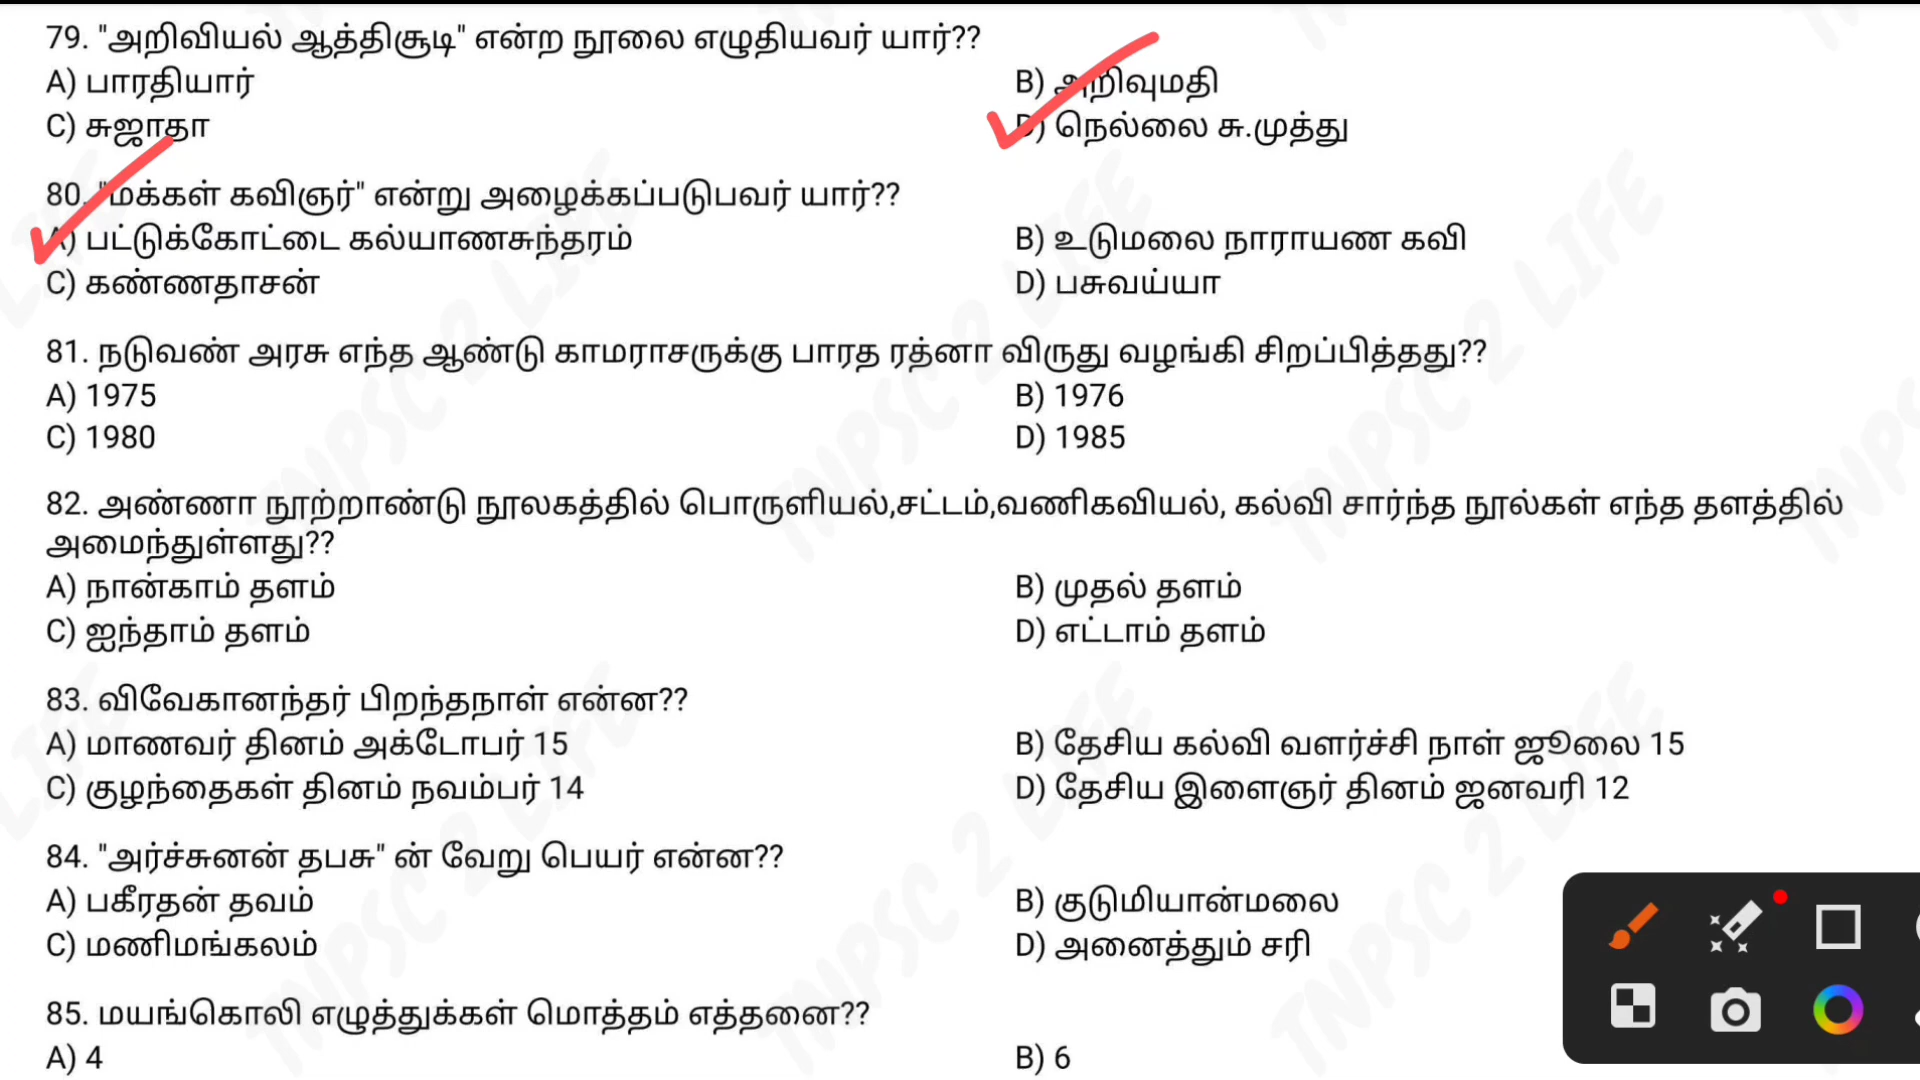 79. "அறிவியல் ஆத்திசூடி" என்ற நூலை எழுதியவர் யார்??
A) பாரதியார் B) அறிவுமதி
C) சுஜாதா D) நெல்லை சு.முத்து
80. "மக்கள் கவிஞர்" என்று அழைக்கப்படுபவர் யார்??
A) பட்டுக்கோட்டை கல்யாணசுந்தரம் B) உடுமலை நாராயண கவி
C) கண்ணதாசன் D) பசுவய்யா
81. நடுவண் அரசு எந்த ஆண்டு காமராசருக்கு பாரத ரத்னா விருது வழங்கி சிறப்பித்தது??
A) 1975 B) 1976
C) 1980 D) 1985
82. அண்ணா நூற்றாண்டு நூலகத்தில் பொருளியல்,சட்டம்,வணிகவியல், கல்வி சார்ந்த நூல்கள் எந்த தளத்தில்
அமைந்துள்ளது??
A) நான்காம் தளம் B) முதல் தளம்
C) ஐந்தாம் தளம் D) எட்டாம் தளம்
83. விவேகானந்தர் பிறந்தநாள் என்ன??
A) மாணவர் தினம் அக்டோபர் 15 B) தேசிய கல்வி வளர்ச்சி நாள் ஜூலை 15
C) குழந்தைகள் தினம் நவம்பர் 14 D) தேசிய இளைஞர் தினம் ஜனவரி 12
84. "அர்ச்சுனன் தபசு" ன் வேறு பெயர் என்ன??
A) பகீரதன் தவம் B) குடுமியான்மலை
C) மணிமங்கலம் D) அனைத்தும் சரி
85. மயங்கொலி எழுத்துக்கள் மொத்தம் எத்தனை??
A) 4 B) 6
TNPSC 2 LIFE